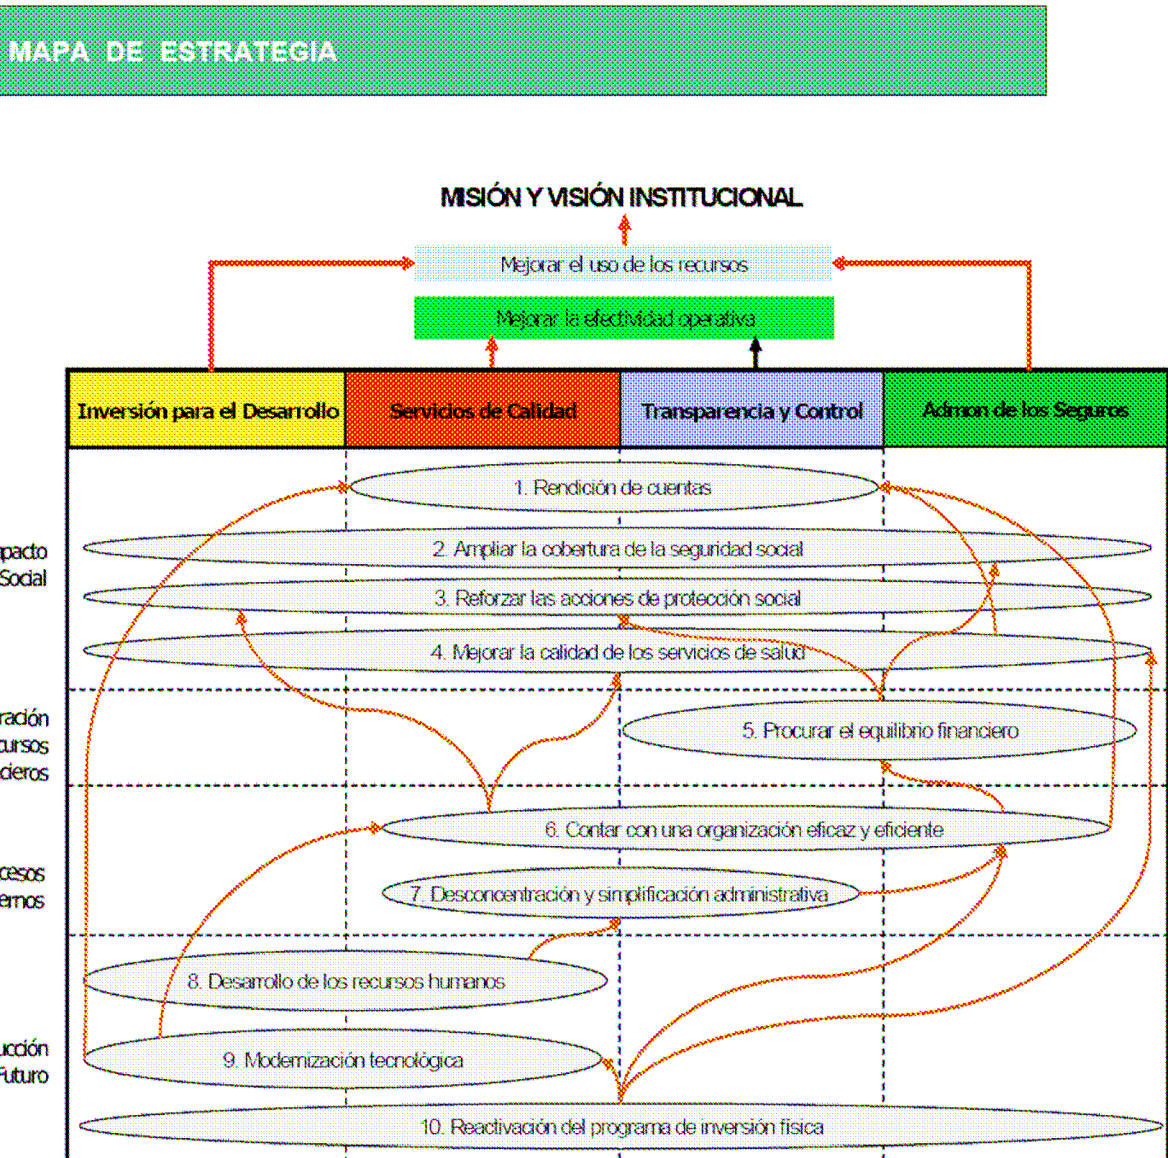 MAPA DE ESTRATEGIA
MISIÓN Y VISIÓN INSTITUCIONAL
Mejorar el uso de los recursos
Mejorar la efectividad operativa
Inversión para el Desarrollo
Servicios de Calidad
Transparencia y Control
Admon de los Seguros
1. Rendición de cuentas
2. Ampliar la cobertura de la seguridad social
Social
3. Reforzar las acciones de protección social
4. Mejorar la calidad de los servicios de salud
5. Procurar el equilibrio financiero
6. Contar con una organización eficaz y eficiente
7. Desconcentración y simplificación administrativa
8. Desarrollo de los recursos humanos
9. Modernización tecnológica
Futuro
10. Reactivación del programa de inversión física